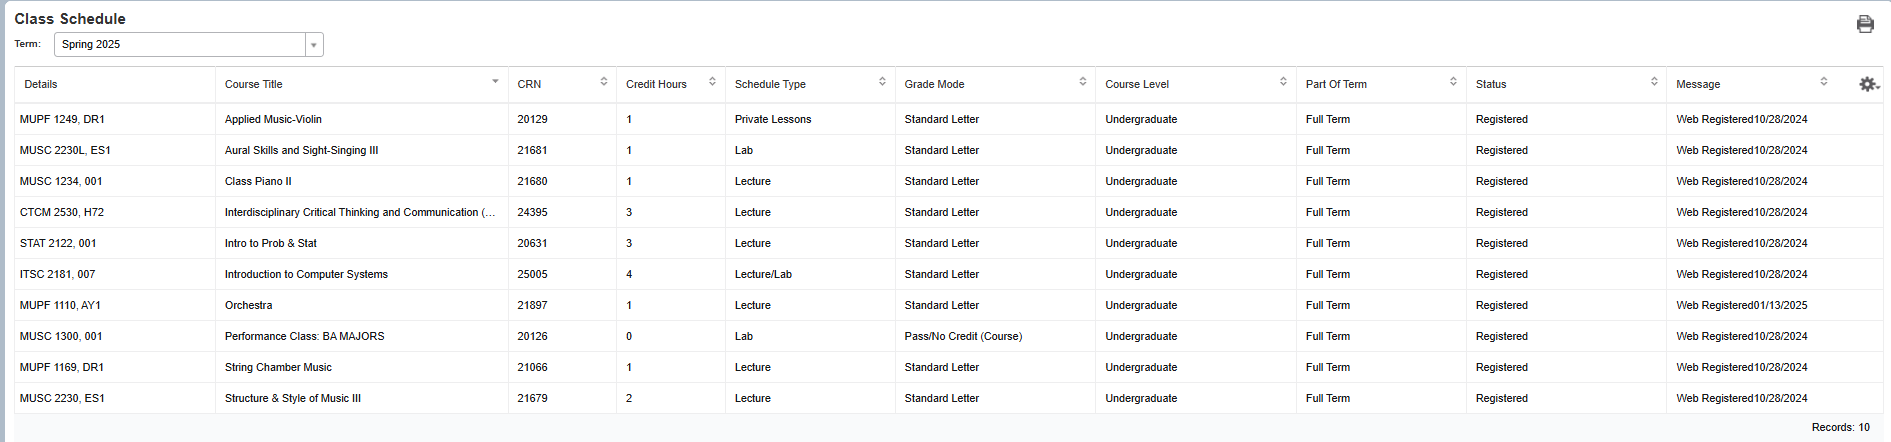 Class Schedule
Term: Spring 2025
Details Course Title CRN Credit Hours Schedule Type Grade Mode Course Level Part Of Term Status Message
MUPF 1249, DR1 Applied Music-Violin 20129 1 Private Lessons Standard Letter Undergraduate Full Term Registered Web Registered10/28/2024
MUSC 2230L, ES1 Aural Skills and Sight-Singing III 21681 1 Lab Standard Letter Undergraduate Full Term Registered Web Registered10/28/2024
MUSC 1234, 001 Class Piano II 21680 1 Lecture Standard Letter Undergraduate Full Term Registered Web Registered10/28/2024
CTCM 2530, H72 Interdisciplinary Critical Thinking and Communication (... 24395 3 Lecture Standard Letter Undergraduate Full Term Registered Web Registered10/28/2024
STAT 2122, 001 Intro to Prob & Stat 20631 3 Lecture Standard Letter Undergraduate Full Term Registered Web Registered10/28/2024
ITSC 2181, 007 Introduction to Computer Systems 25005 4 Lecture/Lab Standard Letter Undergraduate Full Term Registered Web Registered10/28/2024
MUPF 1110, AY1 Orchestra 21897 1 Lecture Standard Letter Undergraduate Full Term Registered Web Registered01/13/2025
MUSC 1300, 001 Performance Class: BA MAJORS 20126 0 Lab Pass/No Credit (Course) Undergraduate Full Term Registered Web Registered10/28/2024
MUPF 1169, DR1 String Chamber Music 21066 1 Lecture Standard Letter Undergraduate Full Term Registered Web Registered10/28/2024
MUSC 2230, ES1 Structure & Style of Music III 21679 2 Lecture Standard Letter Undergraduate Full Term Registered Web Registered10/28/2024
Records: 10